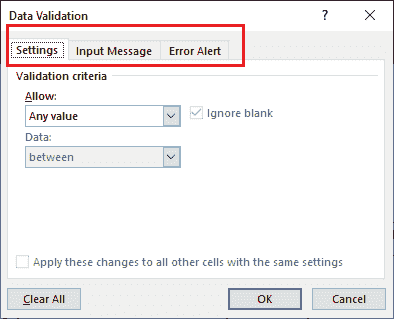 Data Validation ? ×
Settings Input Message Error Alert
Validation criteria
Allow:
Any value Ignore blank
Data:
between
Apply these changes to all other cells with the same settings
Clear All OK Cancel